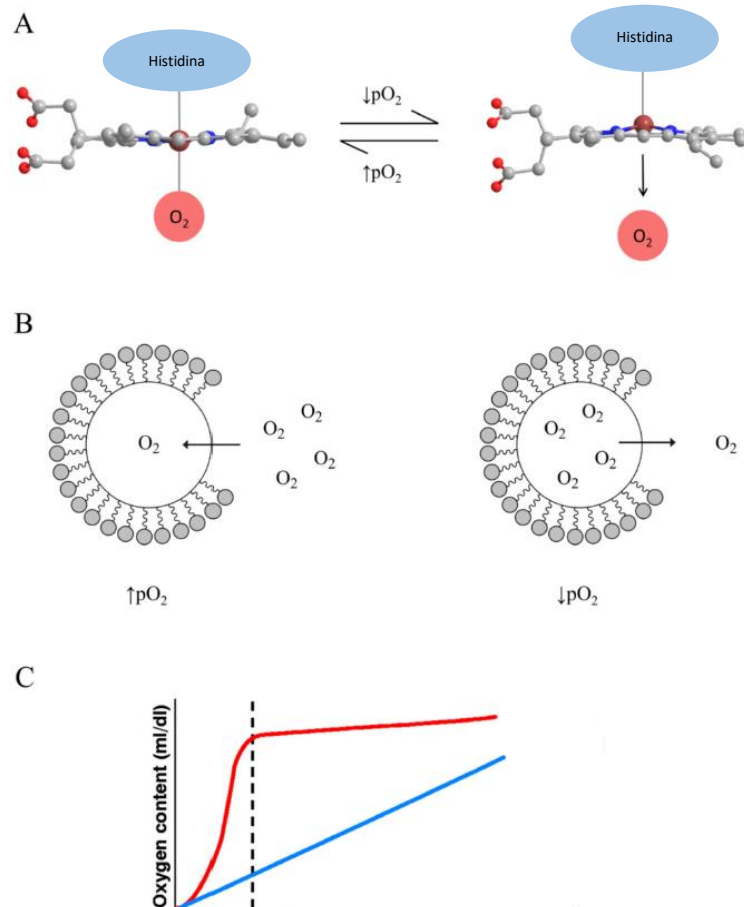 A
Histidina
Histidina
↓pO₂
↑pO₂
O₂
O₂
B
O₂
O₂
O₂
O₂
O₂
O₂
O₂
O₂
O₂
O₂
↑pO₂
↓pO₂
C
Oxygen content (ml/dl)